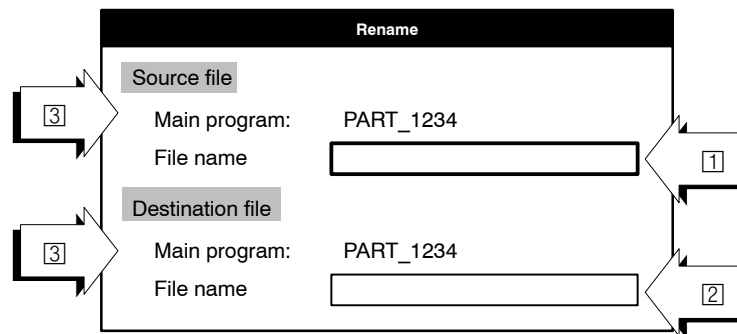 Rename
Source file
3 Main program: PART_1234
File name 1
Destination file
3 Main program: PART_1234
File name 2